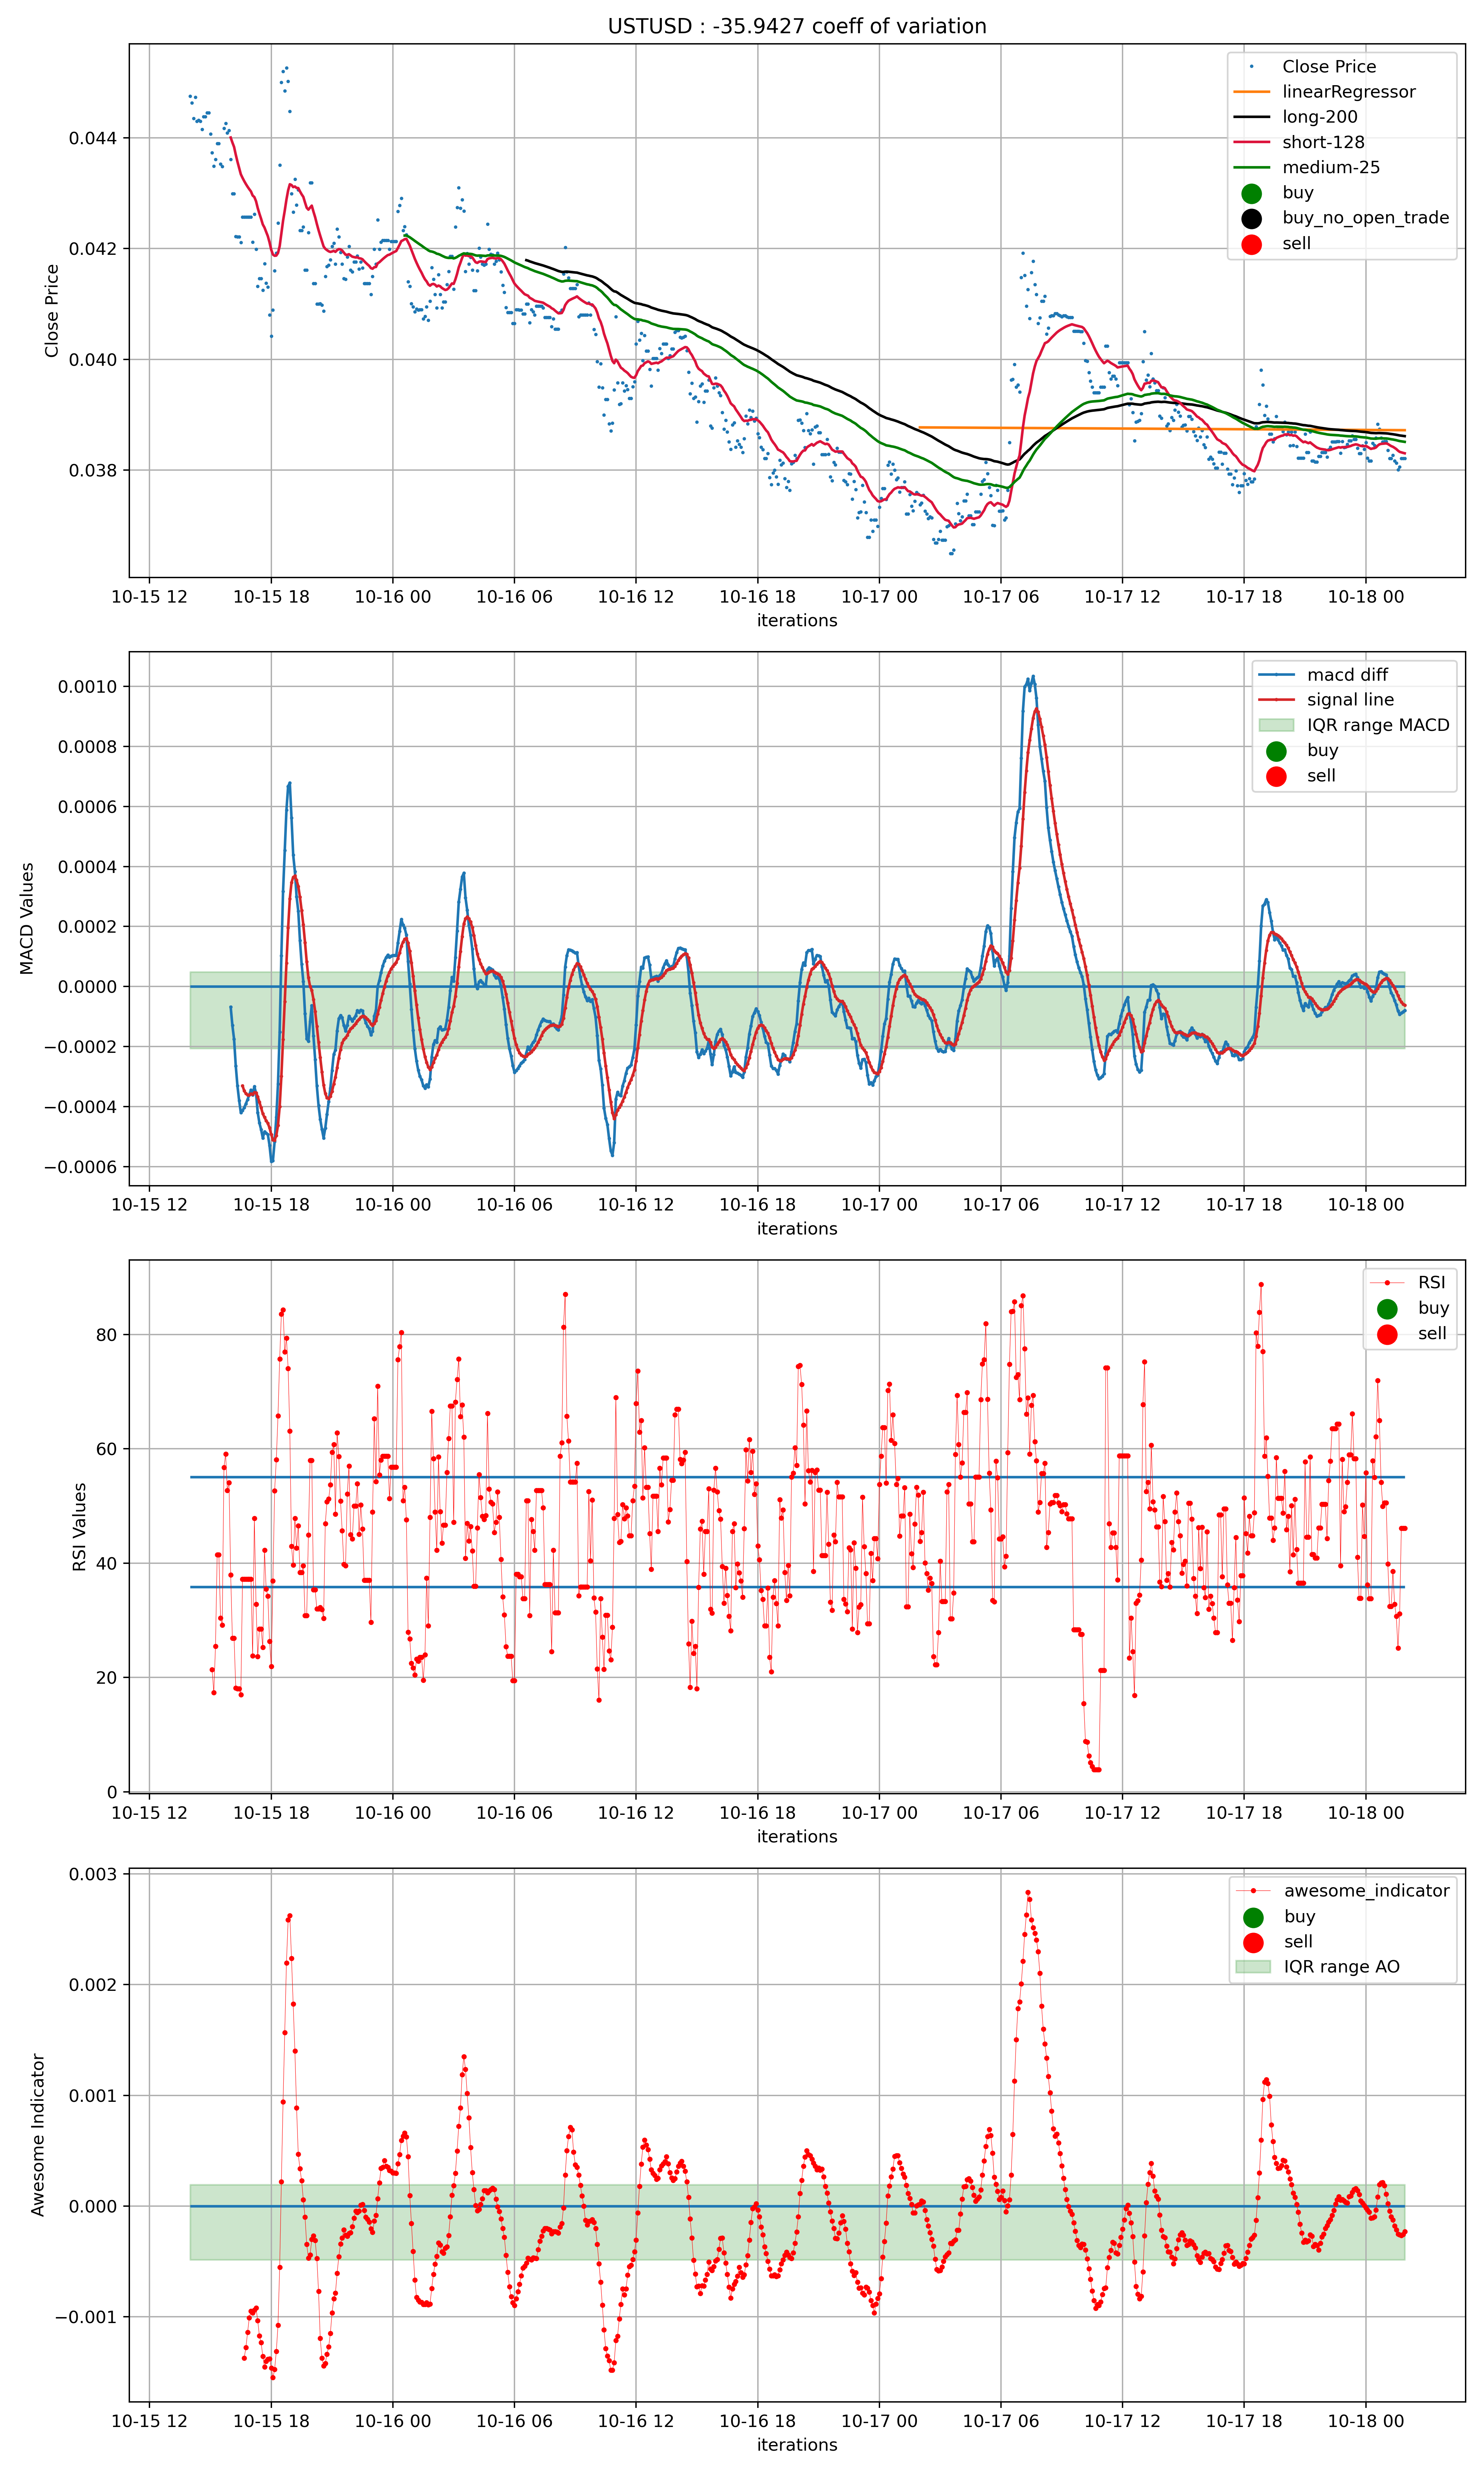 USTUSD : -35.9427 coeff of variation
Close Price
0.044
0.042
0.040
0.038
Close Price
linearRegressor
long-200
short-128
medium-25
buy
buy_no_open_trade
sell
10-15 12
10-15 18
10-16 00
10-16 06
10-16 12
10-16 18
10-17 00
10-17 06
10-17 12
10-17 18
10-18 00
iterations
MACD Values
0.0010
0.0008
0.0006
0.0004
0.0002
0.0000
−0.0002
−0.0004
−0.0006
macd diff
signal line
IQR range MACD
buy
sell
10-15 12
10-15 18
10-16 00
10-16 06
10-16 12
10-16 18
10-17 00
10-17 06
10-17 12
10-17 18
10-18 00
iterations
RSI Values
80
60
40
20
0
RSI
buy
sell
10-15 12
10-15 18
10-16 00
10-16 06
10-16 12
10-16 18
10-17 00
10-17 06
10-17 12
10-17 18
10-18 00
iterations
Awesome Indicator
0.003
0.002
0.001
0.000
−0.001
awesome_indicator
buy
sell
IQR range AO
10-15 12
10-15 18
10-16 00
10-16 06
10-16 12
10-16 18
10-17 00
10-17 06
10-17 12
10-17 18
10-18 00
iterations